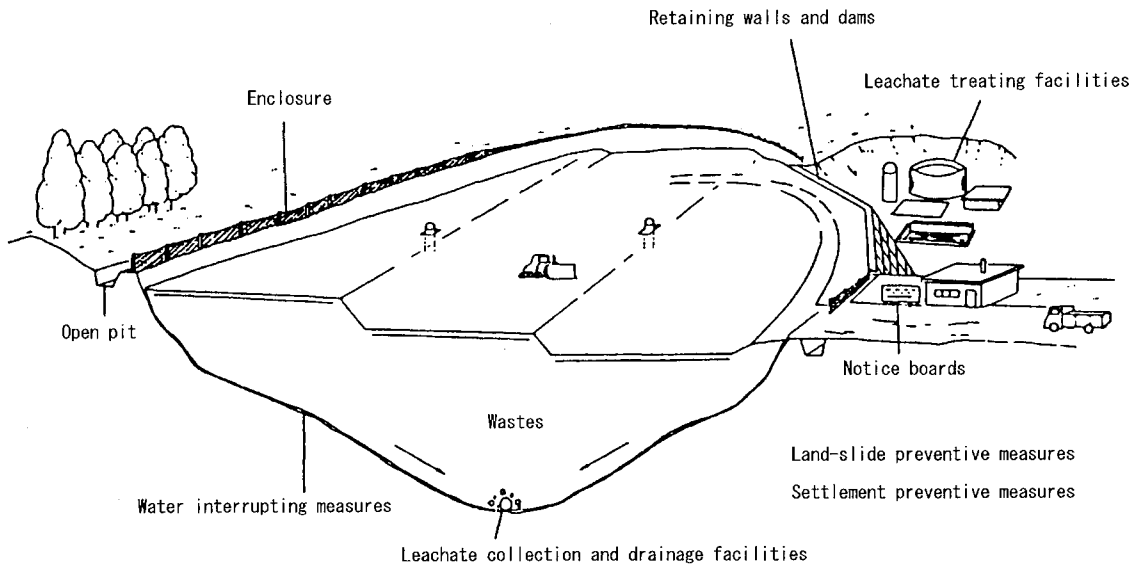 Retaining walls and dams
Leachate treating facilities
Enclosure
Open pit
Notice boards
Wastes
Land-slide preventive measures
Settlement preventive measures
Water interrupting measures
Leachate collection and drainage facilities